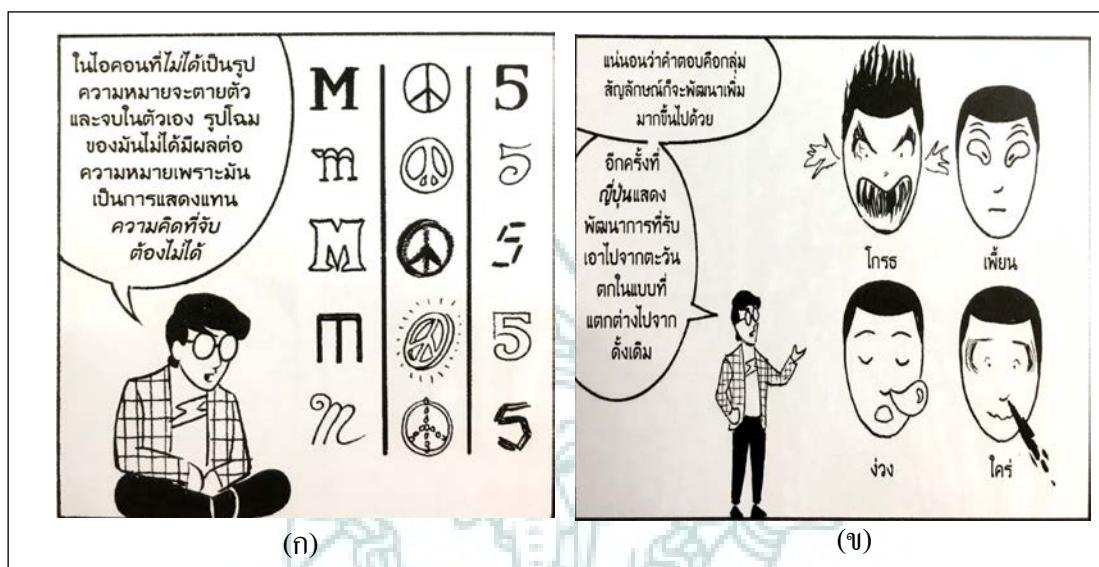 ในไอคอนที่ไม่ได้เป็นรูป
ความหมายจะตายตัว
และจบในตัวเอง รูปโฉม
ของมันไม่ได้มีผลต่อ
ความหมายเพราะมัน
เป็นการแสดงแทน
ความคิดที่จับ
ต้องไม่ได้
M 5
m 5
M 5
m 5
m 5
(ก)
แน่นอนว่าคำตอบคือกลุ่ม
สัญลักษณ์ก็จะพัฒนาเพิ่ม
มากขึ้นไปด้วย
อีกครั้งที่
ญี่ปุ่นแสดง
พัฒนาการที่รับ
เอาไปจากตะวัน
ตกในแบบที่
แตกต่างไปจาก
ดั้งเดิม
โกรธ เพี้ยน
ง่วง ใคร่
(ข)